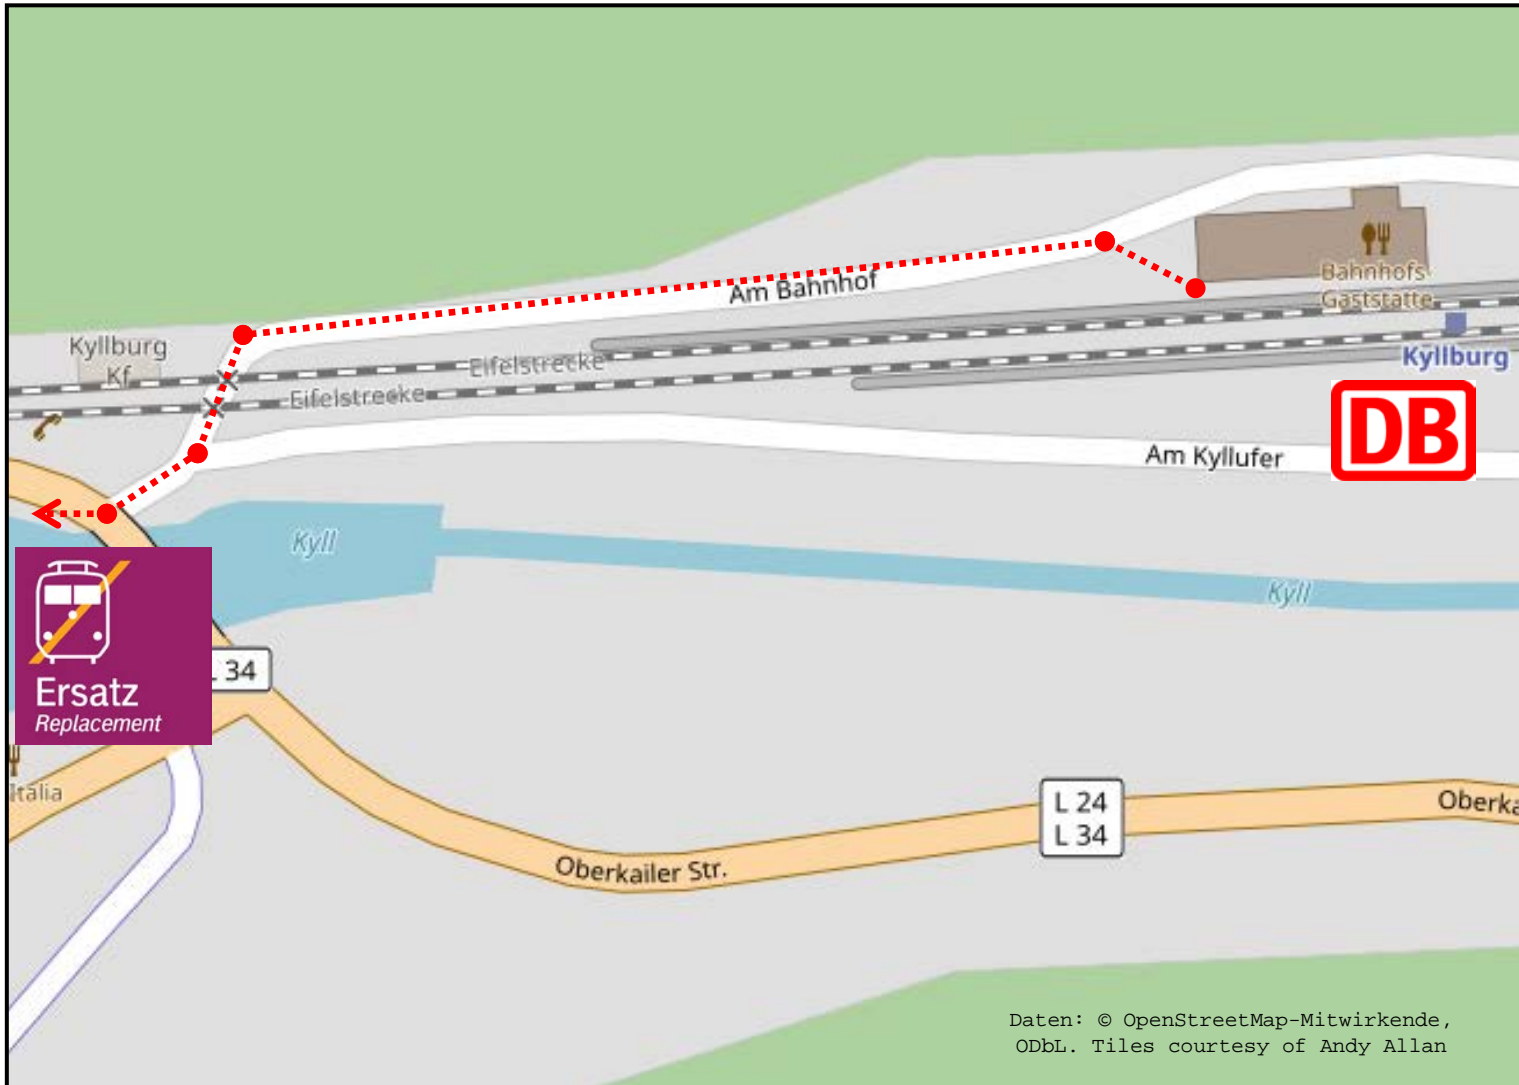 Am Bahnhof
Bahnhofs-
Gaststätte
Kyllburg
Kf
Eifelstrecke
Eifelstrecke
Kyllburg
DB
Am Kyllufer
Kyll
Kyll
34
Ersatz
Replacement
Italia
L 24
L 34
Oberka
Oberkailer Str.
Daten: © OpenStreetMap-Mitwirkende,
ODbL. Tiles courtesy of Andy Allan